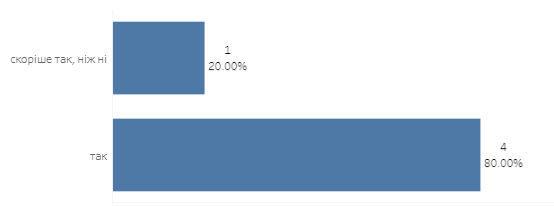 скоріше так, ніж ні
1
20.00%
так
4
80.00%